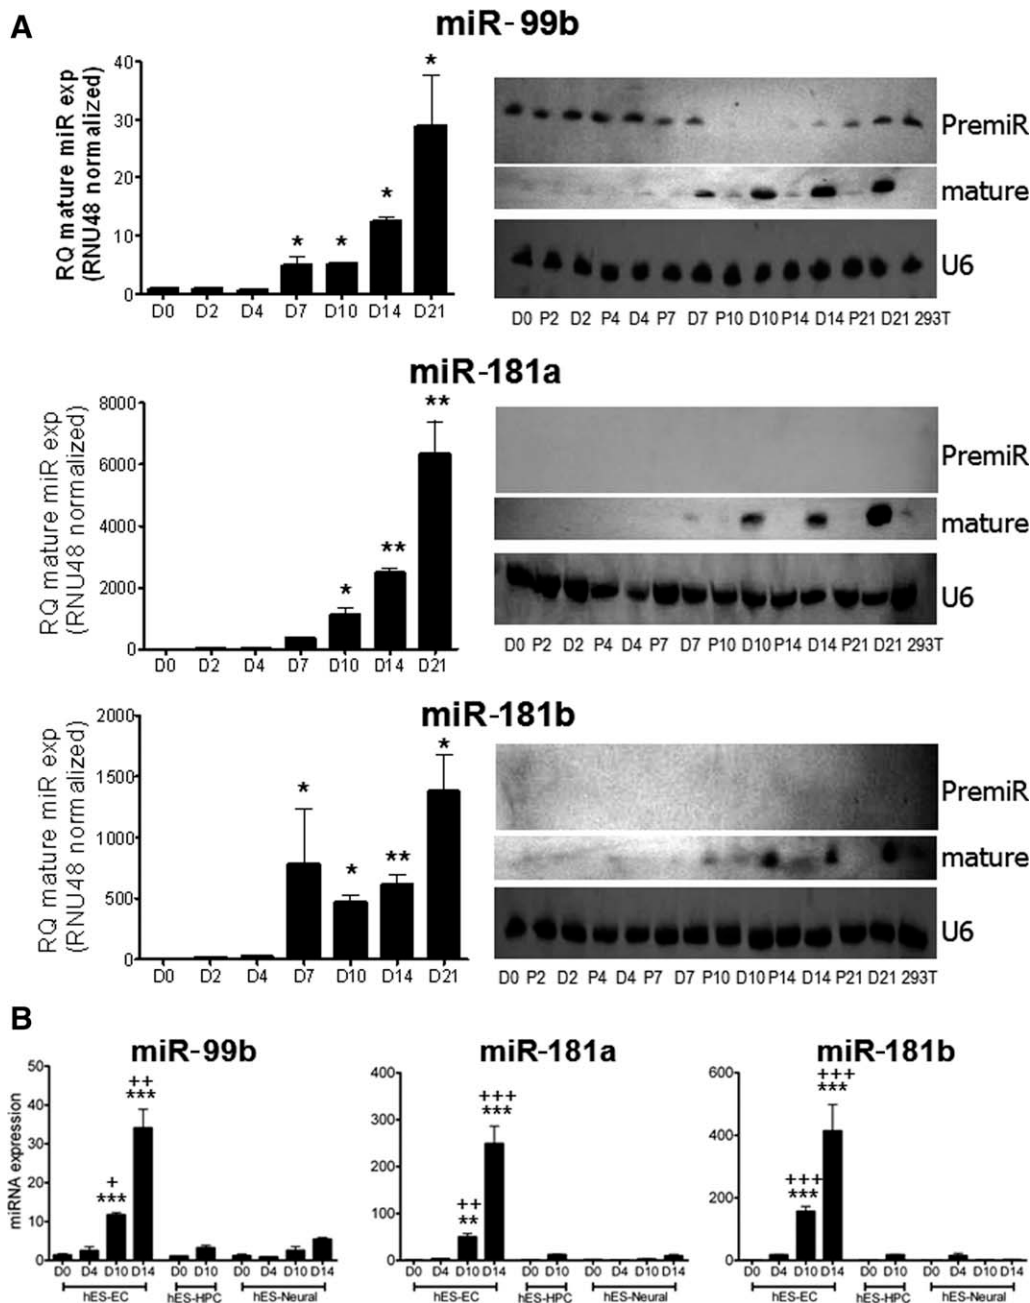 A
miR-99b
RQ mature miR exp
(RNU48 normalized)
40
30
20
10
0
*
*
*
*
D0 D2 D4 D7 D10 D14 D21
PremiR
mature
U6
D0 P2 D2 P4 D4 P7 D7 P10 D10 P14 D14 P21 D21 293T
miR-181a
RQ mature miR exp
(RNU48 normalized)
8000
6000
4000
2000
0
*
**
**
D0 D2 D4 D7 D10 D14 D21
PremiR
mature
U6
D0 P2 D2 P4 D4 P7 D7 P10 D10 P14 D14 P21 D21 293T
miR-181b
RQ mature miR exp
(RNU48 normalized)
2000
1500
1000
500
0
*
*
**
*
D0 D2 D4 D7 D10 D14 D21
PremiR
mature
U6
D0 P2 D2 P4 D4 P7 D7 P10 D10 P14 D14 P21 D21 293T
B
miR-99b
miRNA expression
50
40
30
20
10
0
+
***
++
***
D0 D4 D10 D14 D0 D10 D0 D4 D10 D14
hES-EC hES-HPC hES-Neural
miR-181a
400
300
200
100
0
++
**
+++
***
D0 D4 D10 D14 D0 D10 D0 D4 D10 D14
hES-EC hES-HPC hES-Neural
miR-181b
600
400
200
0
+++
***
+++
***
D0 D4 D10 D14 D0 D10 D0 D4 D10 D14
hES-EC hES-HPC hES-Neural